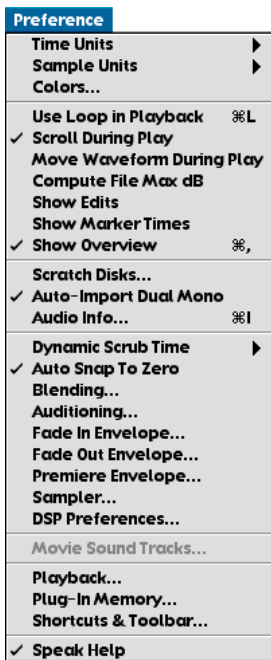 Preference
Time Units
Sample Units
Colors...
Use Loop in Playback ⌘L
✓ Scroll During Play
Move Waveform During Play
Compute File Max dB
Show Edits
Show Marker Times
✓ Show Overview ⌘,
Scratch Disks...
✓ Auto-Import Dual Mono
Audio Info... ⌘I
Dynamic Scrub Time
✓ Auto Snap To Zero
Blending...
Auditioning...
Fade In Envelope...
Fade Out Envelope...
Premiere Envelope...
Sampler...
DSP Preferences...
Movie Sound Tracks...
Playback...
Plug-In Memory...
Shortcuts & Toolbar...
✓ Speak Help